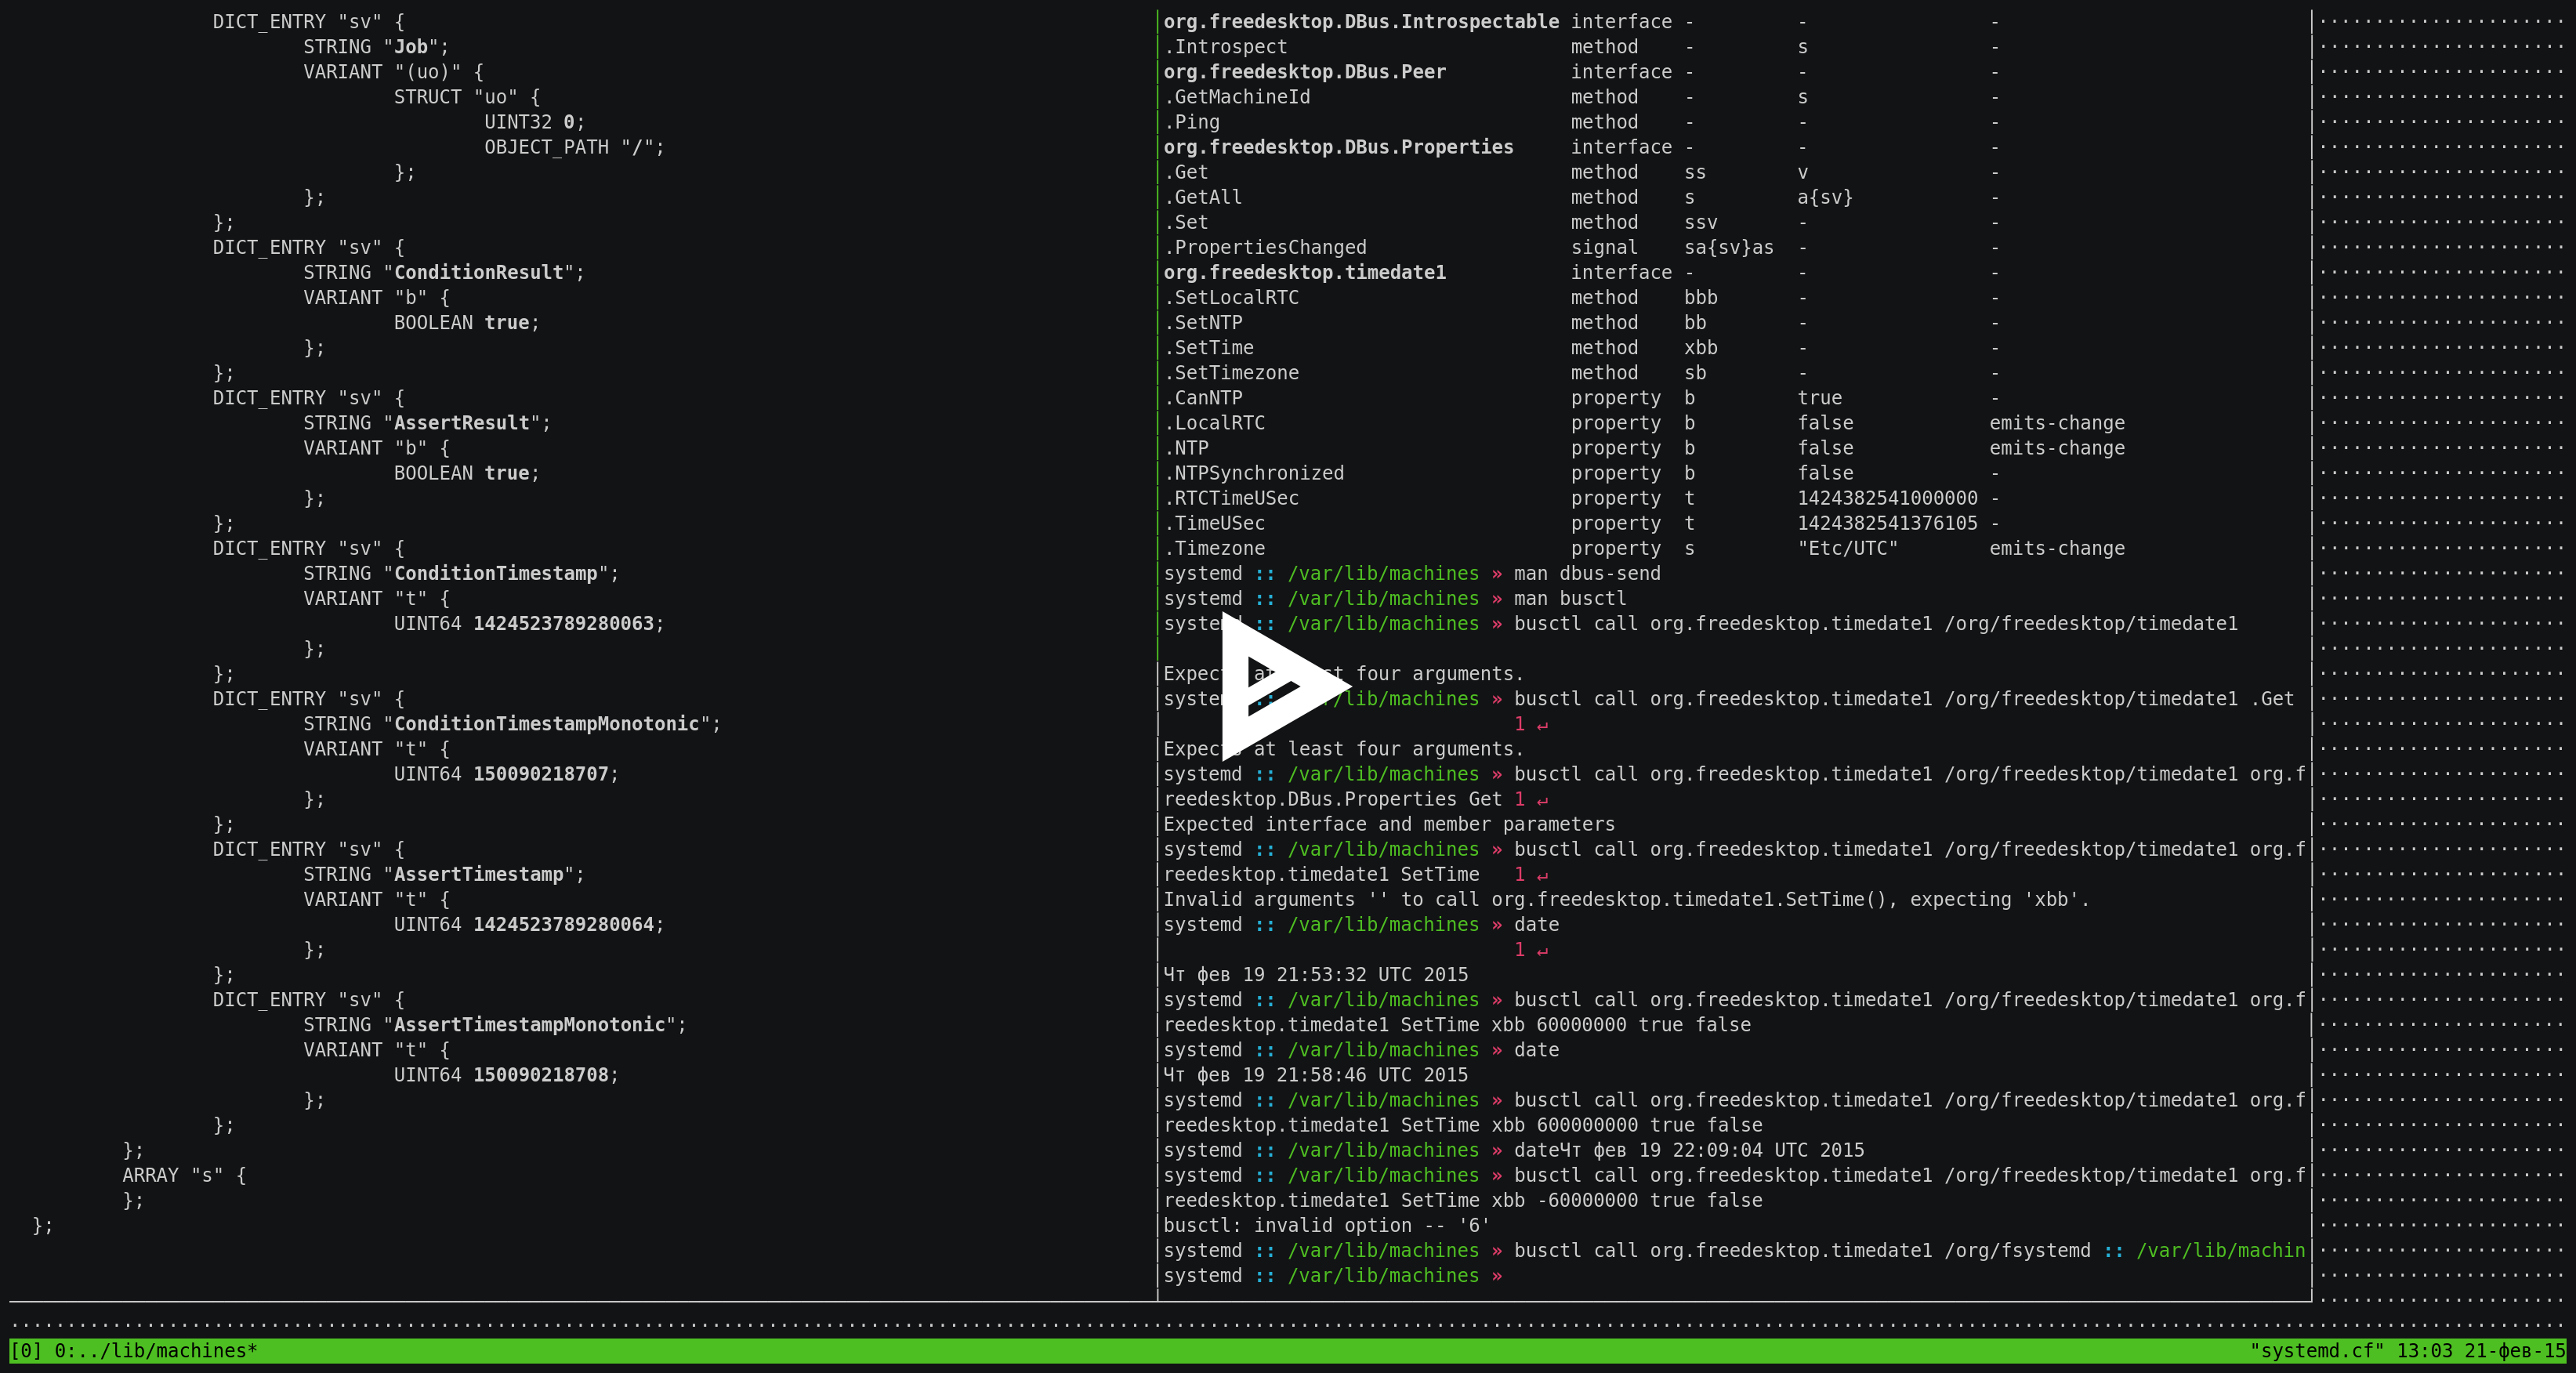 DICT_ENTRY "sv" {
STRING "Job";
VARIANT "(uo)" {
STRUCT "uo" {
UINT32 0;
OBJECT_PATH "/";
};
};
};
DICT_ENTRY "sv" {
STRING "ConditionResult";
VARIANT "b" {
BOOLEAN true;
};
};
DICT_ENTRY "sv" {
STRING "AssertResult";
VARIANT "b" {
BOOLEAN true;
};
};
DICT_ENTRY "sv" {
STRING "ConditionTimestamp";
VARIANT "t" {
UINT64 1424523789280063;
};
};
DICT_ENTRY "sv" {
STRING "ConditionTimestampMonotonic";
VARIANT "t" {
UINT64 150090218707;
};
};
DICT_ENTRY "sv" {
STRING "AssertTimestamp";
VARIANT "t" {
UINT64 1424523789280064;
};
};
DICT_ENTRY "sv" {
STRING "AssertTimestampMonotonic";
VARIANT "t" {
UINT64 150090218708;
};
};
};
ARRAY "s" {
};
};
org.freedesktop.DBus.Introspectable interface - - -
.Introspect method - s -
org.freedesktop.DBus.Peer interface - - -
.GetMachineId method - s -
.Ping method - - -
org.freedesktop.DBus.Properties interface - - -
.Get method ss v -
.GetAll method s a{sv} -
.Set method ssv - -
.PropertiesChanged signal sa{sv}as - -
org.freedesktop.timedate1 interface - - -
.SetLocalRTC method bbb - -
.SetNTP method bb - -
.SetTime method xbb - -
.SetTimezone method sb - -
.CanNTP property b true -
.LocalRTC property b false emits-change
.NTP property b false emits-change
.NTPSynchronized property b false -
.RTCTimeUSec property t 1424382541000000 -
.TimeUSec property t 1424382541376105 -
.Timezone property s "Etc/UTC" emits-change
systemd :: /var/lib/machines » man dbus-send
systemd :: /var/lib/machines » man busctl
systemd :: /var/lib/machines » busctl call org.freedesktop.timedate1 /org/freedesktop/timedate1
Expects at least four arguments.
systemd :: /var/lib/machines » busctl call org.freedesktop.timedate1 /org/freedesktop/timedate1 .Get
1 ↵
Expects at least four arguments.
systemd :: /var/lib/machines » busctl call org.freedesktop.timedate1 /org/freedesktop/timedate1 org.f
reedesktop.DBus.Properties Get 1 ↵
Expected interface and member parameters
systemd :: /var/lib/machines » busctl call org.freedesktop.timedate1 /org/freedesktop/timedate1 org.f
reedesktop.timedate1 SetTime 1 ↵
Invalid arguments '' to call org.freedesktop.timedate1.SetTime(), expecting 'xbb'.
systemd :: /var/lib/machines » date
1 ↵
Чт фев 19 21:53:32 UTC 2015
systemd :: /var/lib/machines » busctl call org.freedesktop.timedate1 /org/freedesktop/timedate1 org.f
reedesktop.timedate1 SetTime xbb 60000000 true false
systemd :: /var/lib/machines » date
Чт фев 19 21:58:46 UTC 2015
systemd :: /var/lib/machines » busctl call org.freedesktop.timedate1 /org/freedesktop/timedate1 org.f
reedesktop.timedate1 SetTime xbb 600000000 true false
systemd :: /var/lib/machines » dateЧт фев 19 22:09:04 UTC 2015
systemd :: /var/lib/machines » busctl call org.freedesktop.timedate1 /org/freedesktop/timedate1 org.f
reedesktop.timedate1 SetTime xbb -60000000 true false
busctl: invalid option -- '6'
systemd :: /var/lib/machines » busctl call org.freedesktop.timedate1 /org/fsystemd :: /var/lib/machin
systemd :: /var/lib/machines »
[0] 0:../lib/machines* "systemd.cf" 13:03 21-фев-15